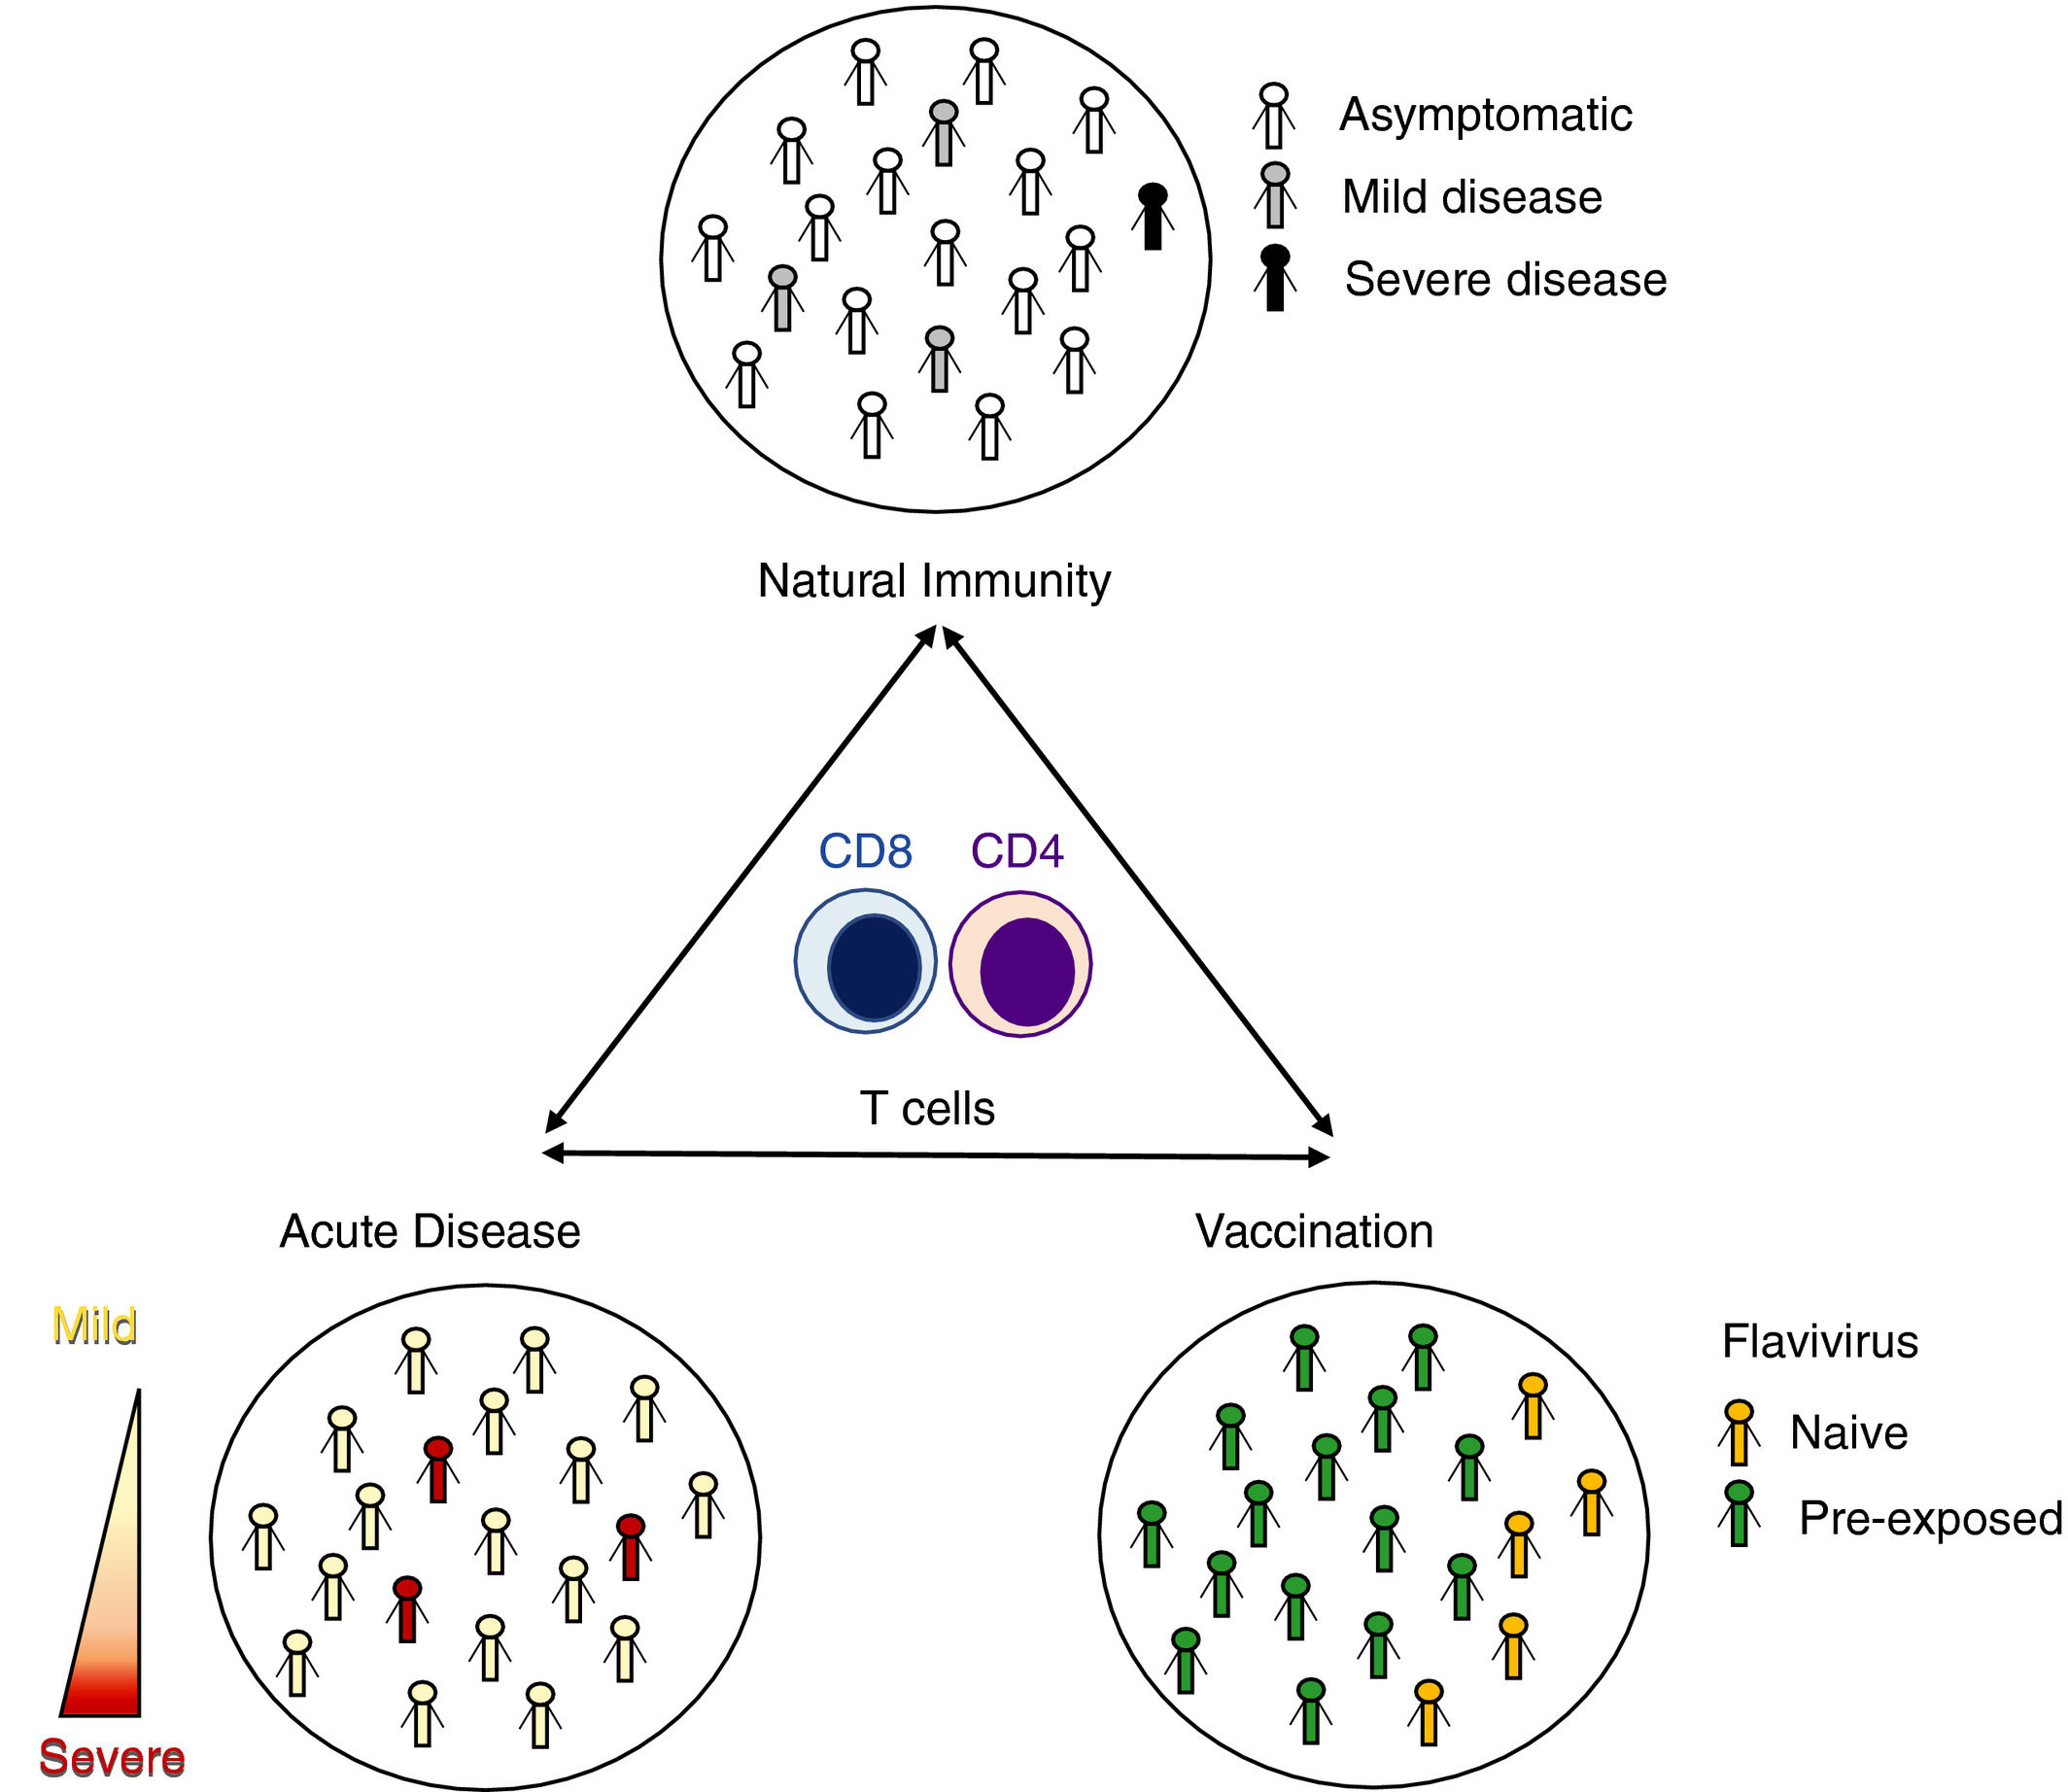 Asymptomatic
Mild disease
Severe disease
Natural Immunity
CD8
CD4
T cells
Acute Disease
Vaccination
Mild
Severe
Flavivirus
Naive
Pre-exposed